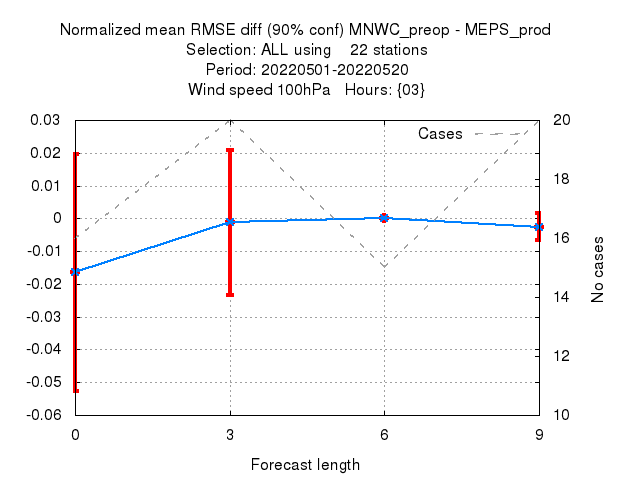 Normalized mean RMSE diff (90% conf) MNWC_preop - MEPS_prod
Selection: ALL using    22 stations
Period: 20220501-20220520
Wind speed 100hPa   Hours: {03}
Cases
0.03
0.02
0.01
0
-0.01
-0.02
-0.03
-0.04
-0.05
-0.06
20
18
16
14
12
10
No cases
0 3 6 9
Forecast length